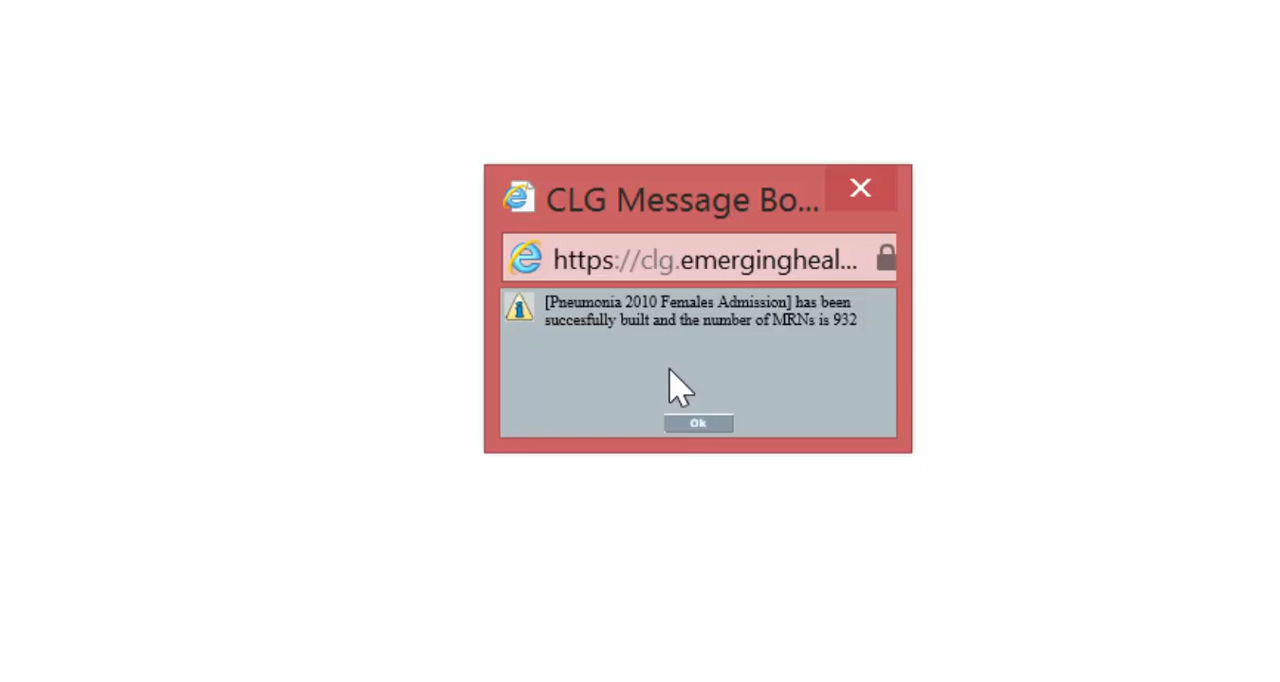 CLG Message Bo...
https://clg.emergingheal...
[Pneumonia 2010 Females Admission] has been
succesfully built and the number of MRNs is 932
Ok